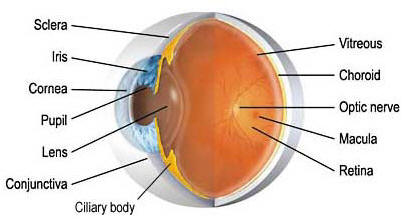 Sclera
Iris
Cornea
Pupil
Lens
Conjunctiva
Ciliary body
Vitreous
Choroid
Optic nerve
Macula
Retina